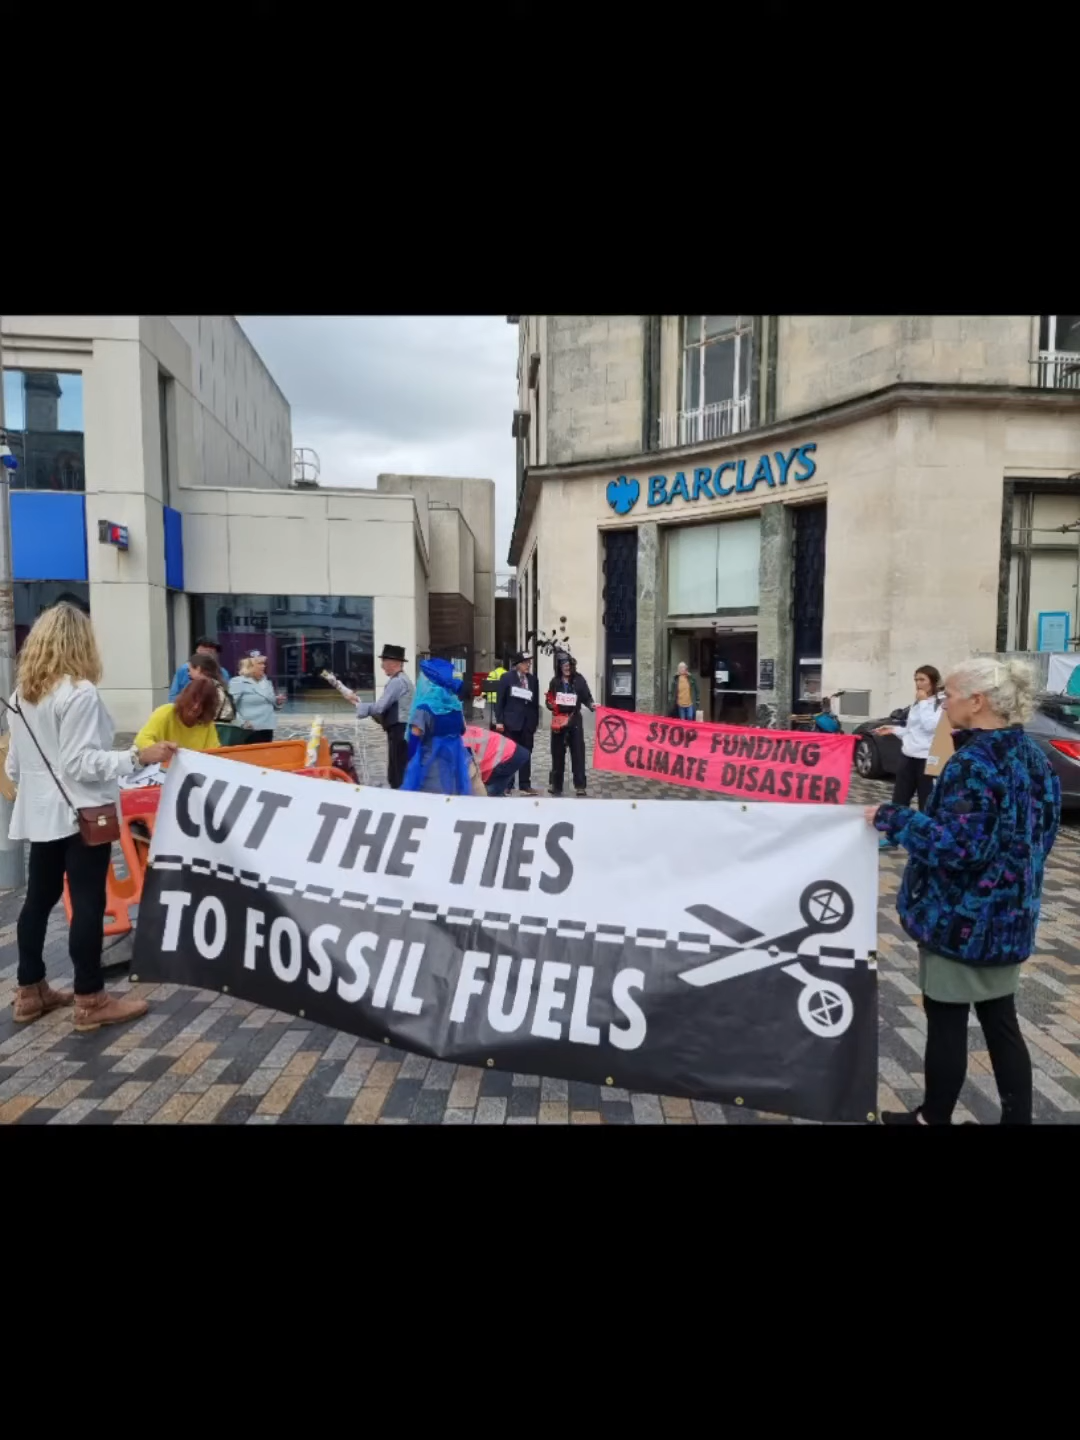 BARCLAYS
STOP FUNDING
CLIMATE DISASTER
CUT THE TIES
TO FOSSIL FUELS